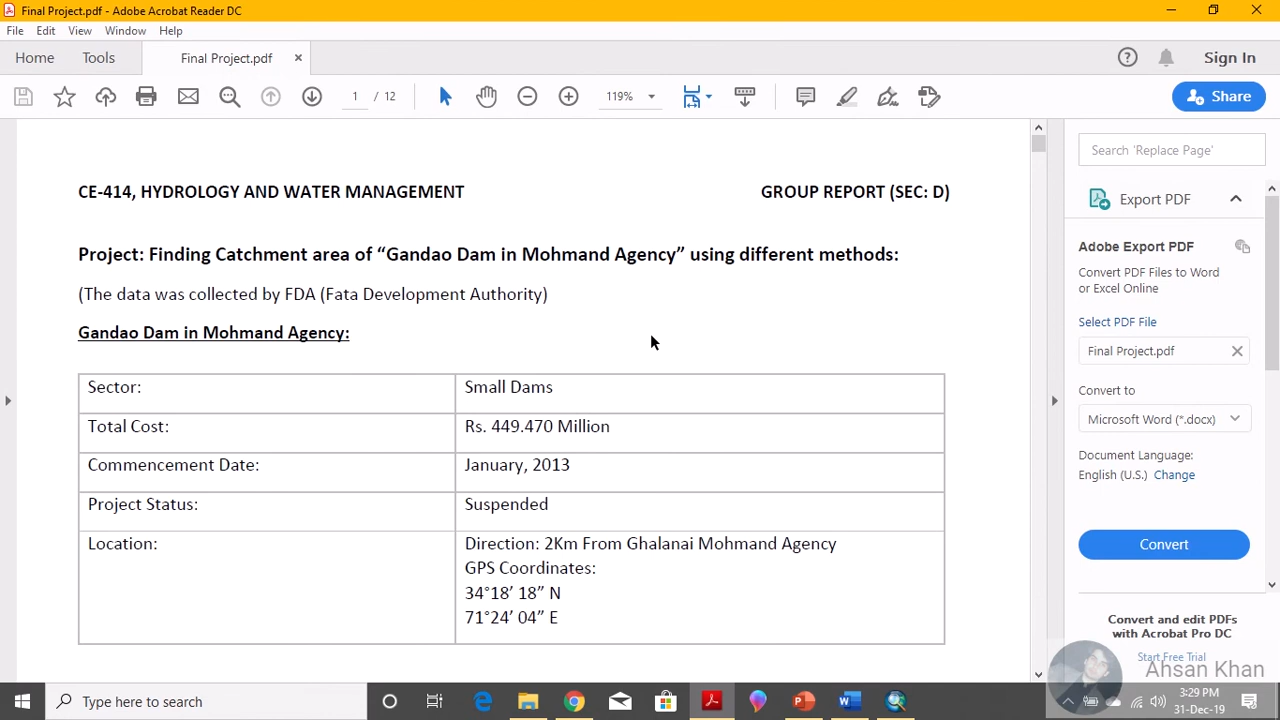 Final Project.pdf - Adobe Acrobat Reader DC
File Edit View Window Help
Home Tools Final Project.pdf × Sign In
1 / 12 119% Share
CE-414, HYDROLOGY AND WATER MANAGEMENT GROUP REPORT (SEC: D)
Project: Finding Catchment area of “Gandao Dam in Mohmand Agency” using different methods:
(The data was collected by FDA (Fata Development Authority)
Gandao Dam in Mohmand Agency:
Sector: Small Dams
Total Cost: Rs. 449.470 Million
Commencement Date: January, 2013
Project Status: Suspended
Location: Direction: 2Km From Ghalanai Mohmand Agency
GPS Coordinates:
34°18’ 18” N
71°24’ 04” E
Search 'Replace Page'
Export PDF
Adobe Export PDF
Convert PDF Files to Word
or Excel Online
Select PDF File
Final Project.pdf
Convert to
Microsoft Word (*.docx)
Document Language:
English (U.S.) Change
Convert
Convert and edit PDFs
with Acrobat Pro DC
Start Free Trial
Ahsan Khan
Type here to search
3:29 PM
31-Dec-19